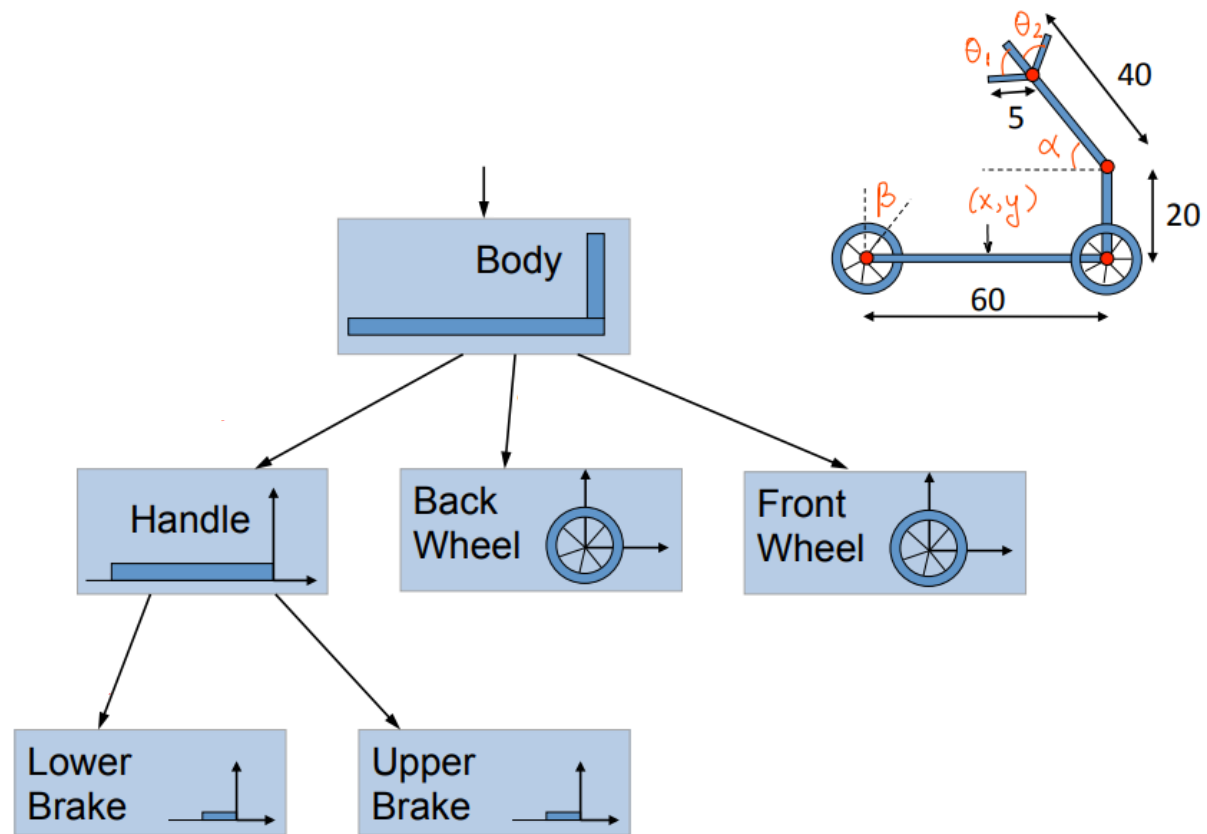 θ₁
θ₂
40
5
α
β
(x,y)
20
60
Body
Handle
Back
Wheel
Front
Wheel
Lower
Brake
Upper
Brake